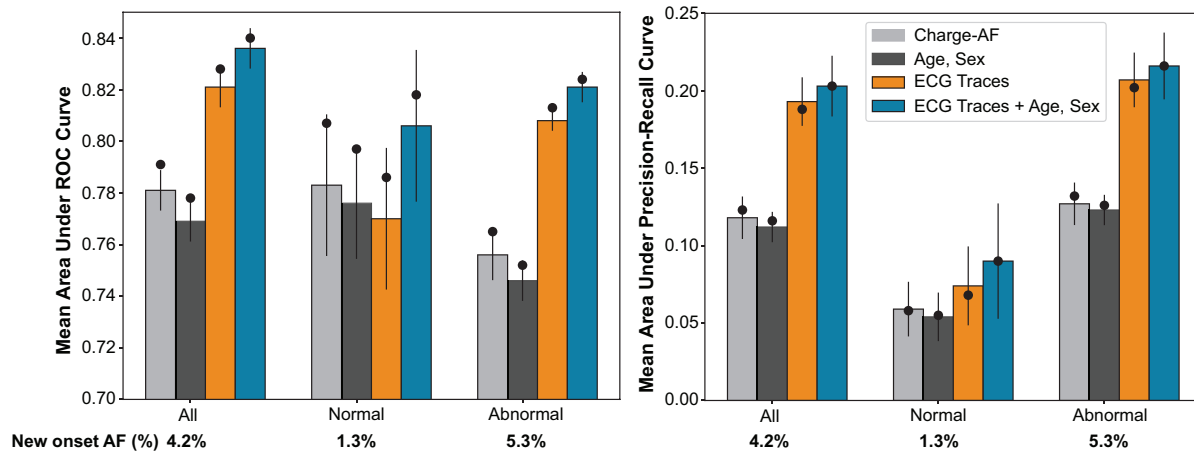 Mean Area Under ROC Curve
0.84
0.82
0.80
0.78
0.76
0.74
0.72
0.70
All
Normal
Abnormal
New onset AF (%) 4.2%
1.3%
5.3%
Mean Area Under Precision-Recall Curve
0.25
0.20
0.15
0.10
0.05
0.00
Charge-AF
Age, Sex
ECG Traces
ECG Traces + Age, Sex
All
Normal
Abnormal
4.2%
1.3%
5.3%